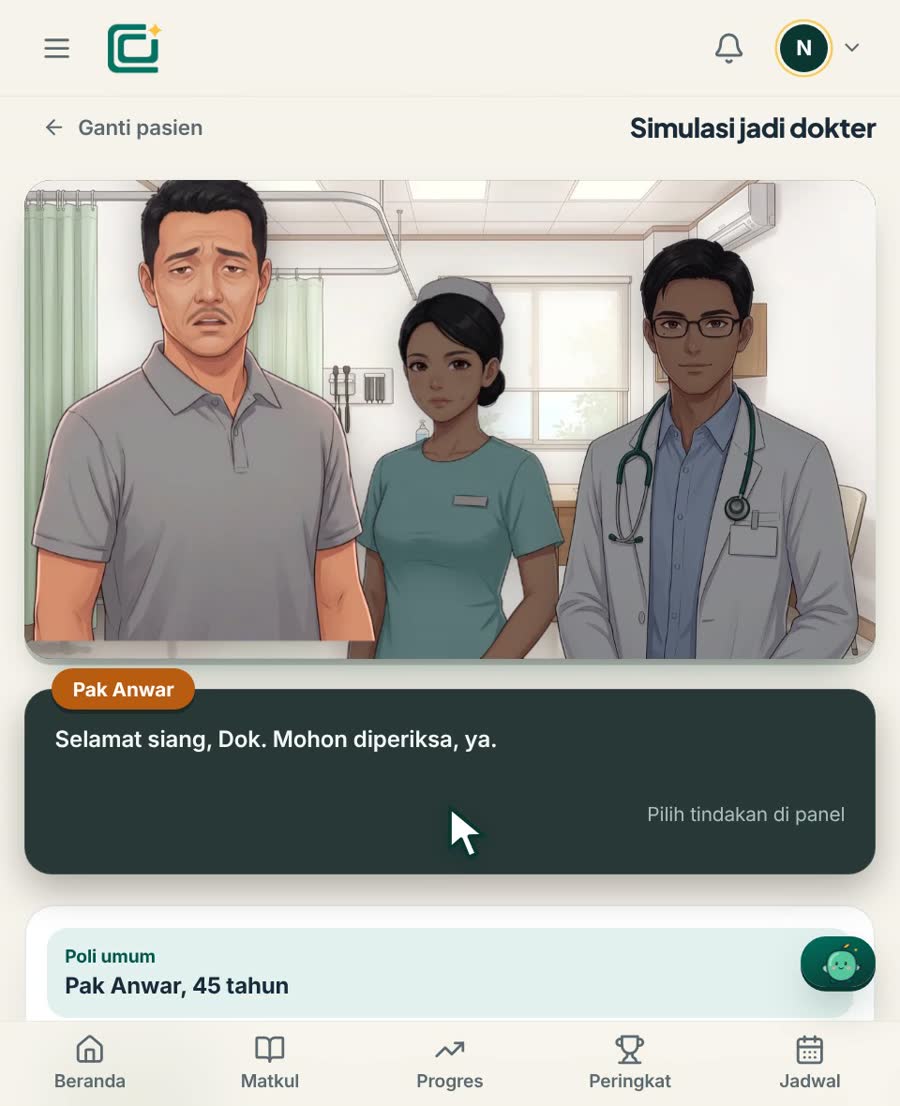 N
Ganti pasien
Simulasi jadi dokter
Pak Anwar
Selamat siang, Dok. Mohon diperiksa, ya.
Pilih tindakan di panel
Poli umum
Pak Anwar, 45 tahun
Beranda
Matkul
Progres
Peringkat
Jadwal